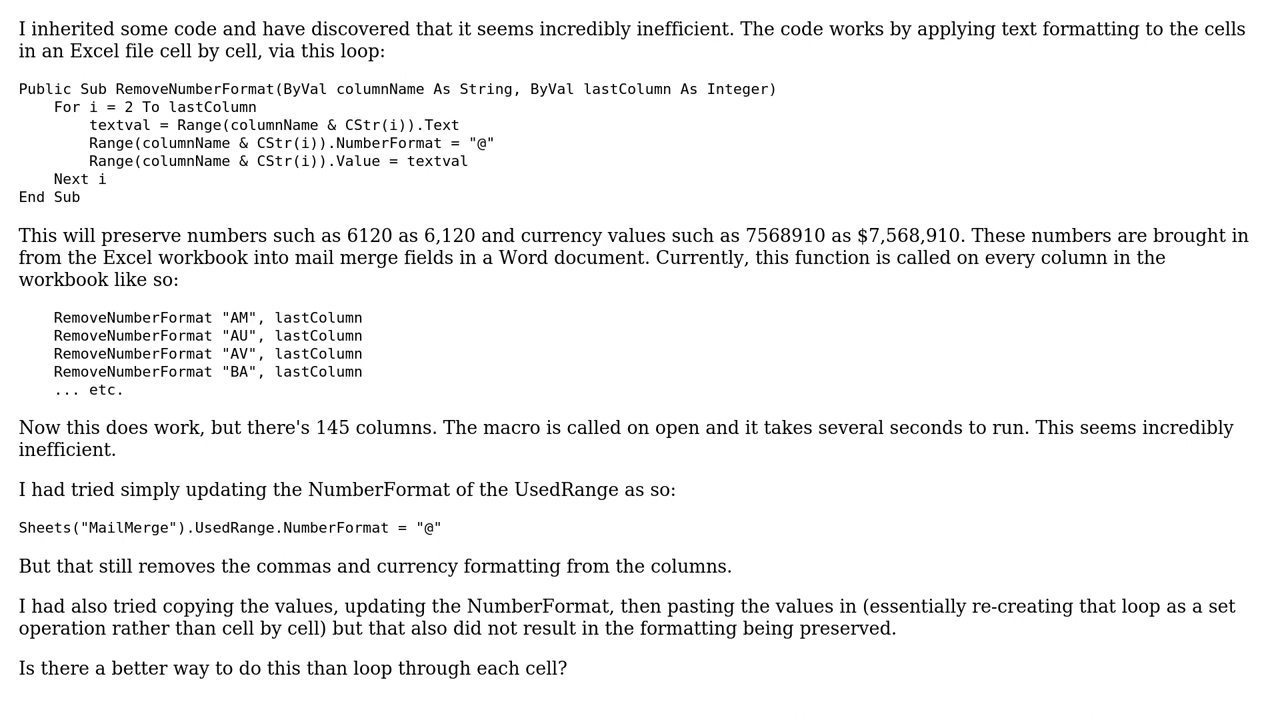 I inherited some code and have discovered that it seems incredibly inefficient. The code works by applying text formatting to the cells
in an Excel file cell by cell, via this loop:
Public Sub RemoveNumberFormat(ByVal columnName As String, ByVal lastColumn As Integer)
    For i = 2 To lastColumn
        textval = Range(columnName & CStr(i)).Text
        Range(columnName & CStr(i)).NumberFormat = "@"
        Range(columnName & CStr(i)).Value = textval
    Next i
End Sub
This will preserve numbers such as 6120 as 6,120 and currency values such as 7568910 as $7,568,910. These numbers are brought in
from the Excel workbook into mail merge fields in a Word document. Currently, this function is called on every column in the
workbook like so:
    RemoveNumberFormat "AM", lastColumn
    RemoveNumberFormat "AU", lastColumn
    RemoveNumberFormat "AV", lastColumn
    RemoveNumberFormat "BA", lastColumn
    ... etc.
Now this does work, but there's 145 columns. The macro is called on open and it takes several seconds to run. This seems incredibly
inefficient.
I had tried simply updating the NumberFormat of the UsedRange as so:
Sheets("MailMerge").UsedRange.NumberFormat = "@"
But that still removes the commas and currency formatting from the columns.
I had also tried copying the values, updating the NumberFormat, then pasting the values in (essentially re-creating that loop as a set
operation rather than cell by cell) but that also did not result in the formatting being preserved.
Is there a better way to do this than loop through each cell?